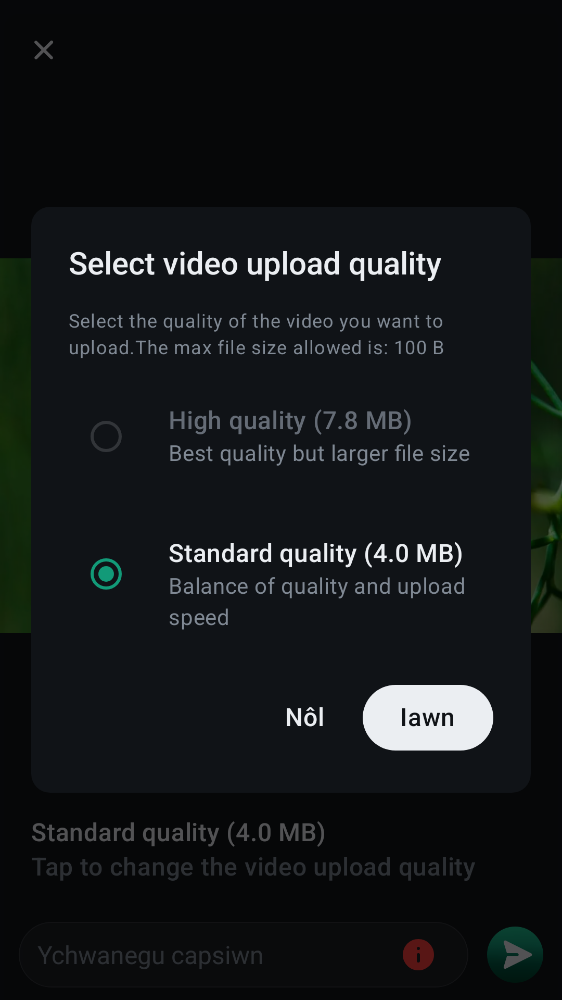 Select video upload quality
Select the quality of the video you want to
upload.The max file size allowed is: 100 B
High quality (7.8 MB)
Best quality but larger file size
Standard quality (4.0 MB)
Balance of quality and upload
speed
Nôl
Iawn
Standard quality (4.0 MB)
Tap to change the video upload quality
Ychwanegu capsiwn